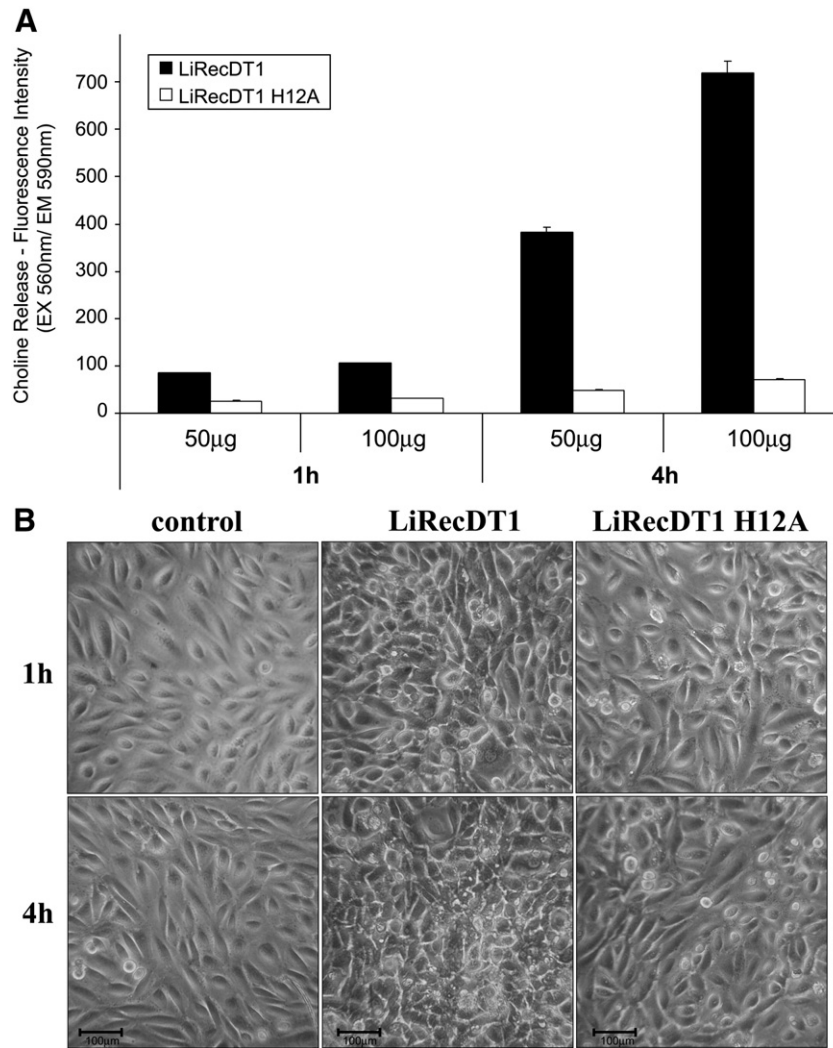 A
Choline Release - Fluorescence Intensity
(EX 560nm/ EM 590nm)
700
600
500
400
300
200
100
0
LiRecDT1
LiRecDT1 H12A
50µg
100µg
50µg
100µg
1h
4h
B
control
LiRecDT1
LiRecDT1 H12A
1h
4h
100µm
100µm
100µm